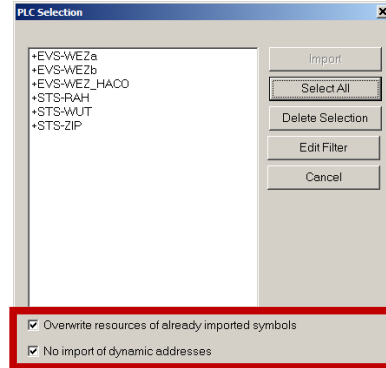 PLC Selection
x
+EVS-WEZa
+EVS-WEZb
+EVS-WEZ_HACO
+STS-RAH
+STS-WUT
+STS-ZIP
Import
Select All
Delete Selection
Edit Filter
Cancel
Overwrite resources of already imported symbols
No import of dynamic addresses